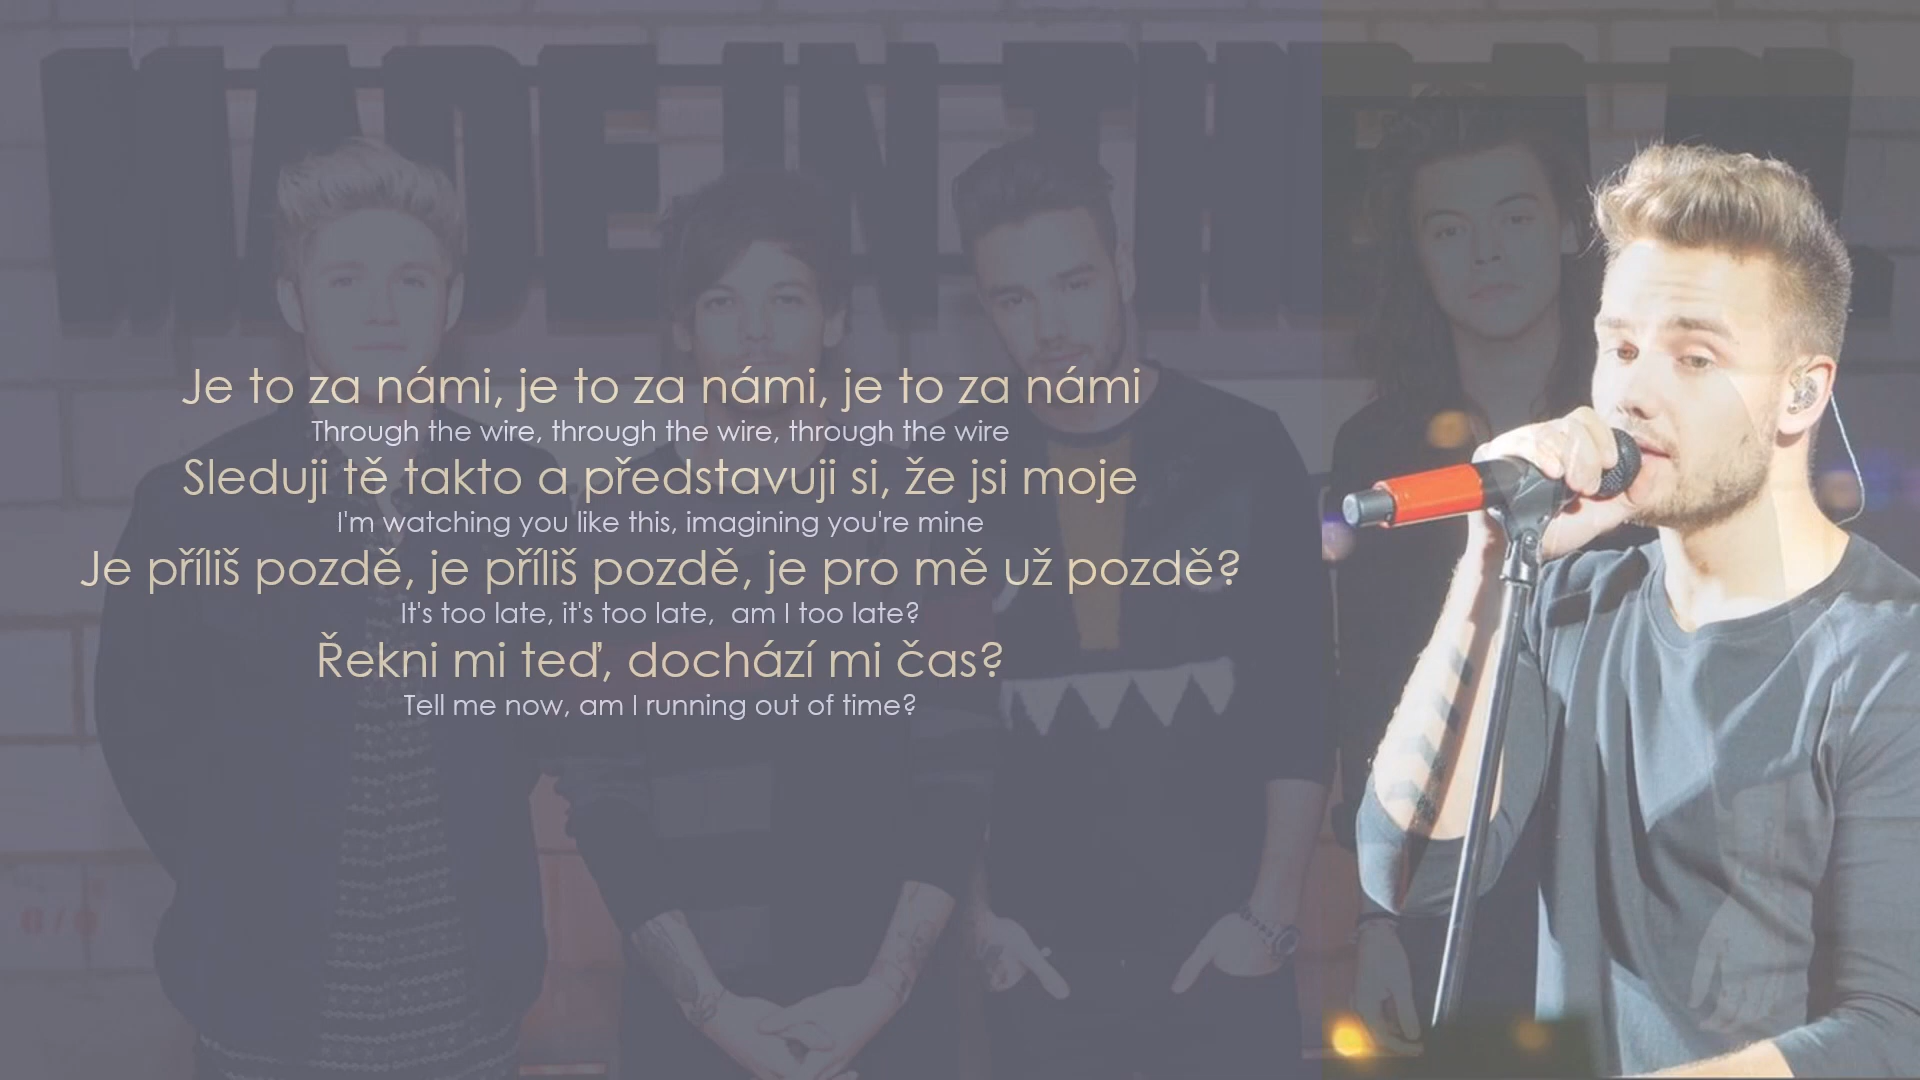 MADE IN THE A.M.
Je to za námi, je to za námi, je to za námi
Through the wire, through the wire, through the wire
Sleduji tě takto a představuji si, že jsi moje
I'm watching you like this, imagining you're mine
Je příliš pozdě, je příliš pozdě, je pro mě už pozdě?
It's too late, it's too late,  am I too late?
Řekni mi teď, dochází mi čas?
Tell me now, am I running out of time?